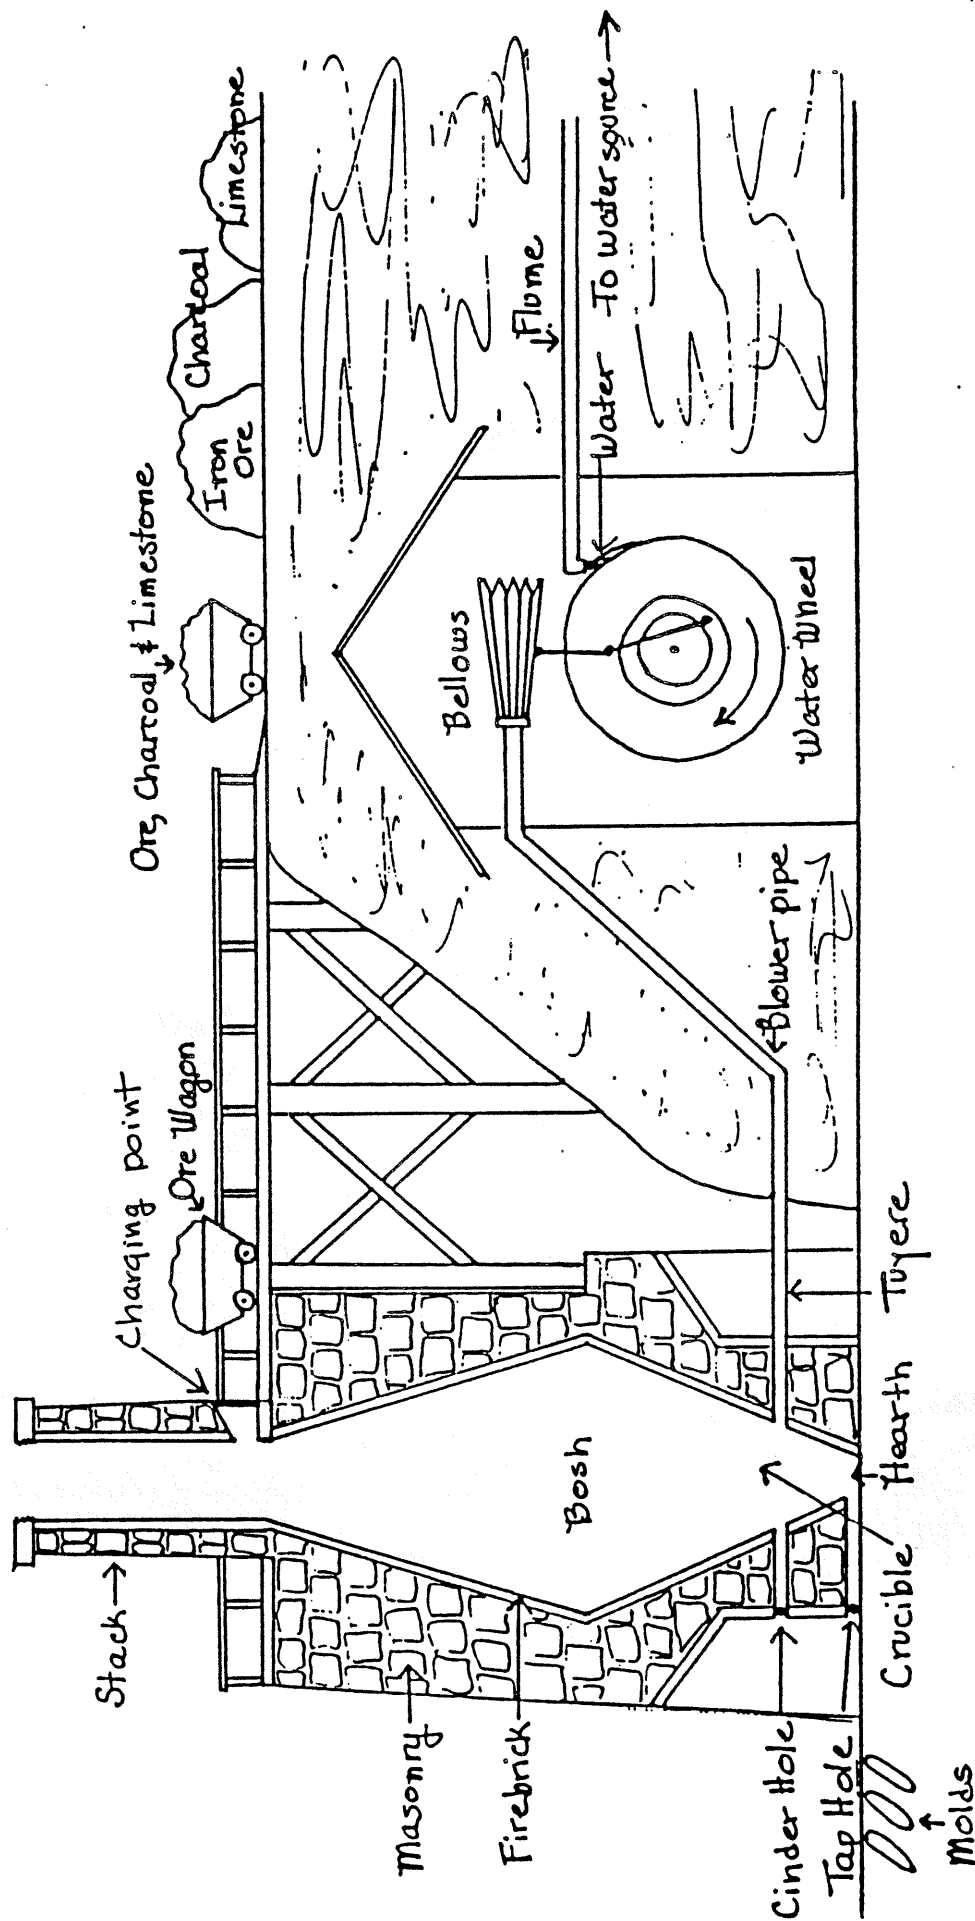 Stack →
Charging point
Ore Wagon
Ore, Charcoal & Limestone
Iron
Ore
Charcoal
Limestone
Masonry
Firebrick
Bosh
Bellows
Flume
Water
To Water source →
Water Wheel
Blower pipe
Cinder Hole
Tap Hole
Molds
Crucible
Hearth
Tuyere